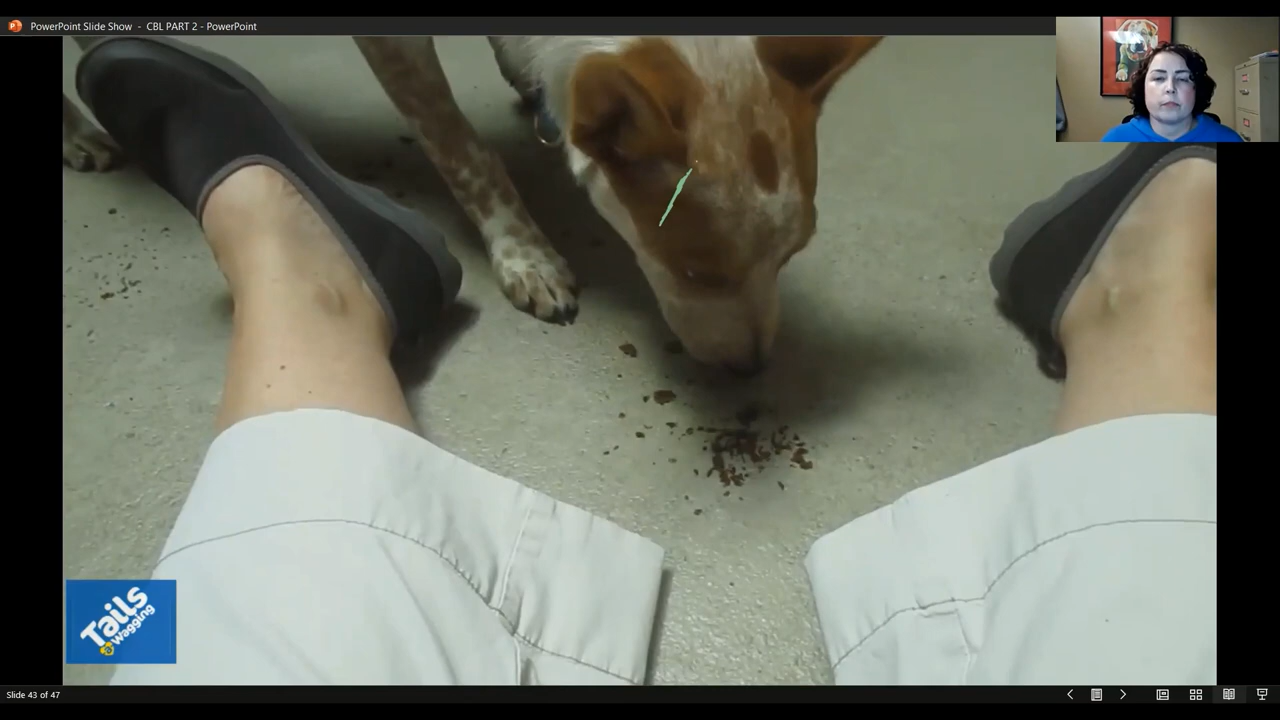 PowerPoint Slide Show - CBL PART 2 - PowerPoint
Tails
Wagging
Slide 43 of 47